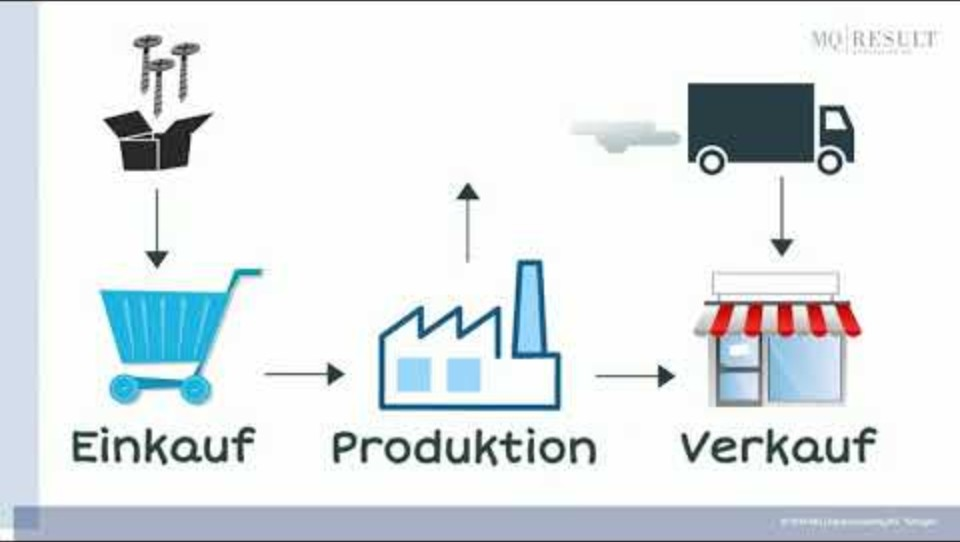 MQ RESULT
Einkauf
Produktion
Verkauf